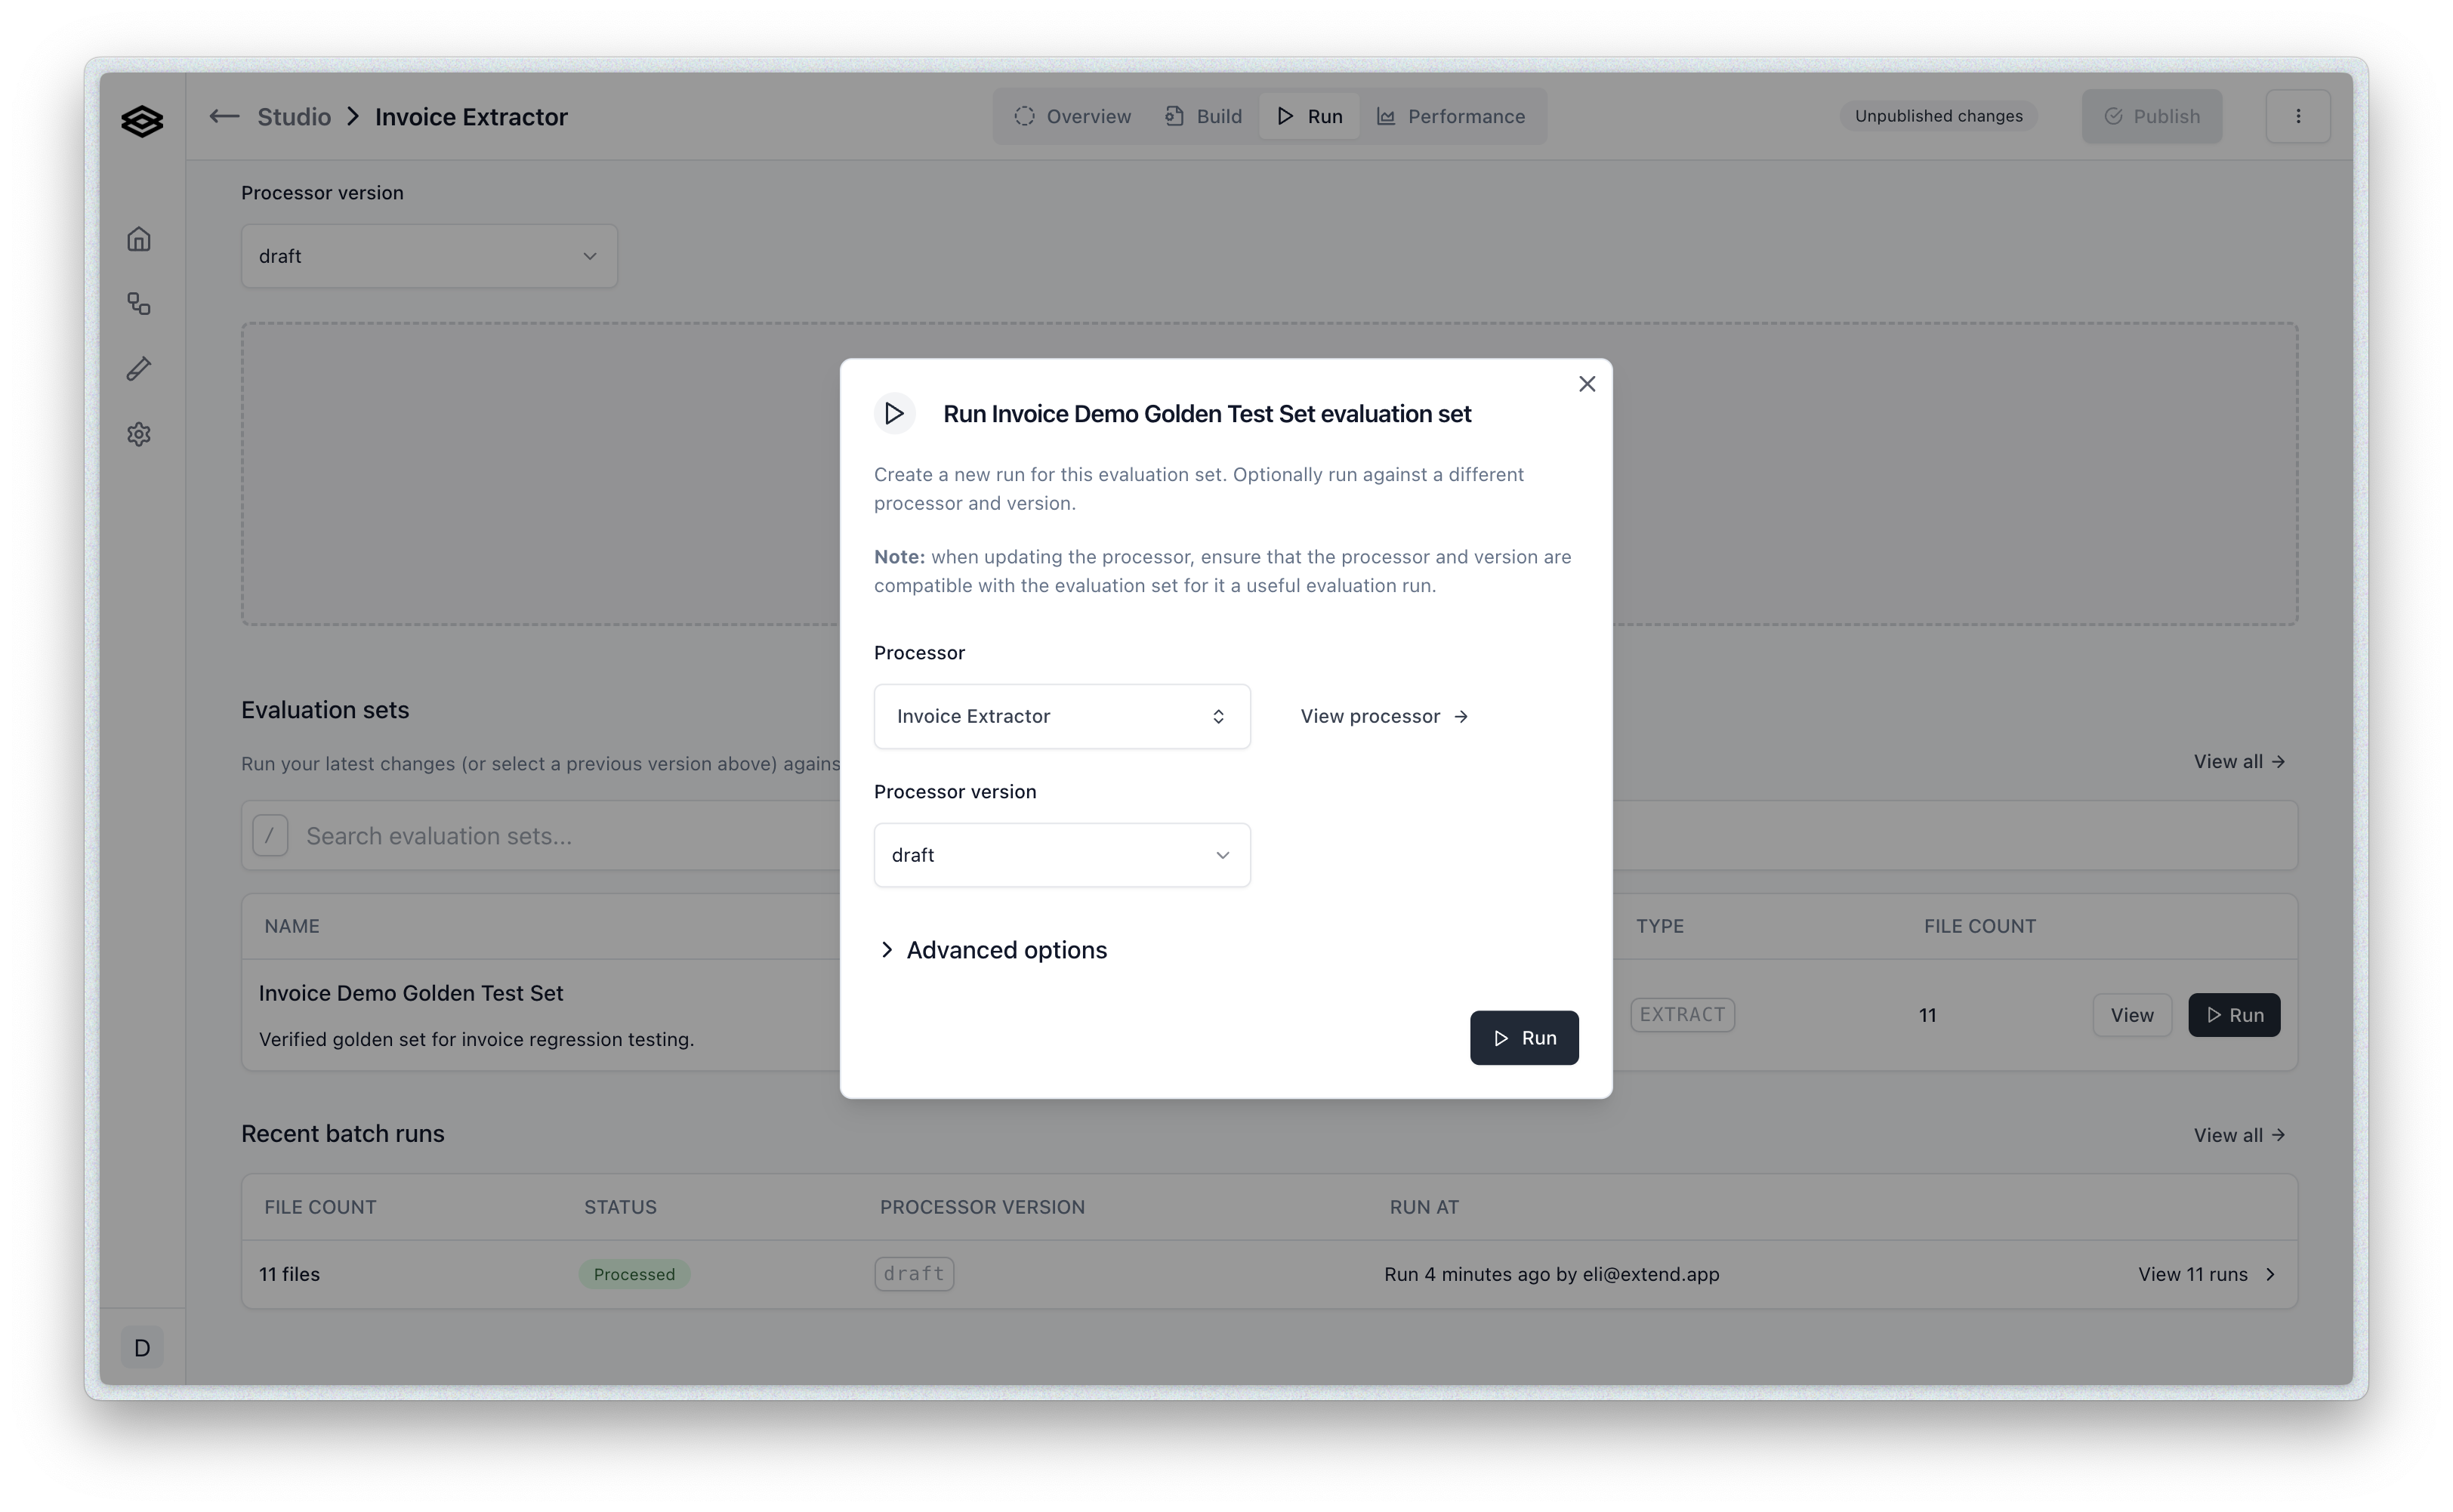 Studio > Invoice Extractor
Overview
Build
Run
Performance
Unpublished changes
Publish
Processor version
draft
Run Invoice Demo Golden Test Set evaluation set
Create a new run for this evaluation set. Optionally run against a different
processor and version.
Note: when updating the processor, ensure that the processor and version are
compatible with the evaluation set for it a useful evaluation run.
Processor
Invoice Extractor
View processor →
Processor version
draft
Advanced options
Run
Evaluation sets
Run your latest changes (or select a previous version above) agains
View all →
/ Search evaluation sets...
NAME TYPE FILE COUNT
Invoice Demo Golden Test Set
Verified golden set for invoice regression testing.
EXTRACT 11 View Run
Recent batch runs
View all →
FILE COUNT STATUS PROCESSOR VERSION RUN AT
11 files Processed draft Run 4 minutes ago by eli@extend.app View 11 runs >
D